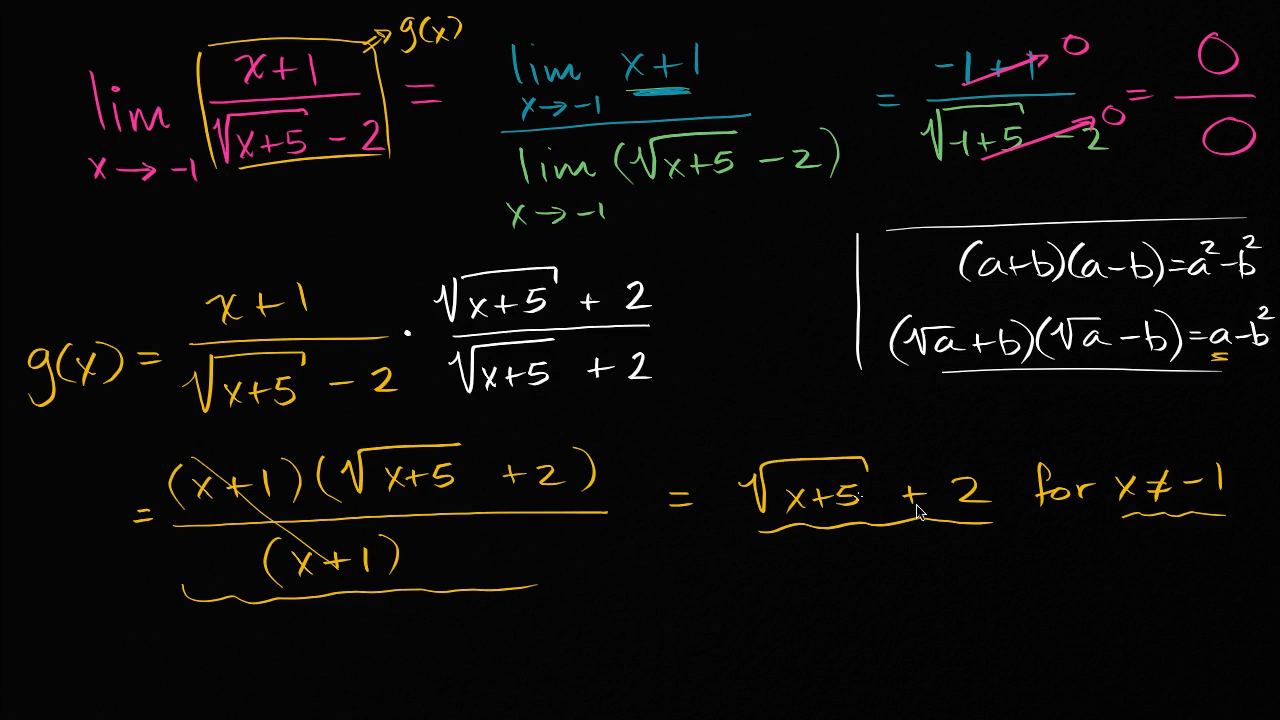 lim x→-1 (x+1)/(√(x+5) - 2) → g(x) = (lim x→-1 x+1)/(lim x→-1 (√(x+5) - 2)) = (-1+1 → 0)/(√(-1+5) - 2 → 0) = 0/0
(a+b)(a-b)=a²-b²
(√a+b)(√a-b)=a-b²
g(x) = (x+1)/(√(x+5) - 2) · (√(x+5) + 2)/(√(x+5) + 2)
= (x+1)(√(x+5) +2)/(x+1) = √(x+5) + 2 for x≠-1